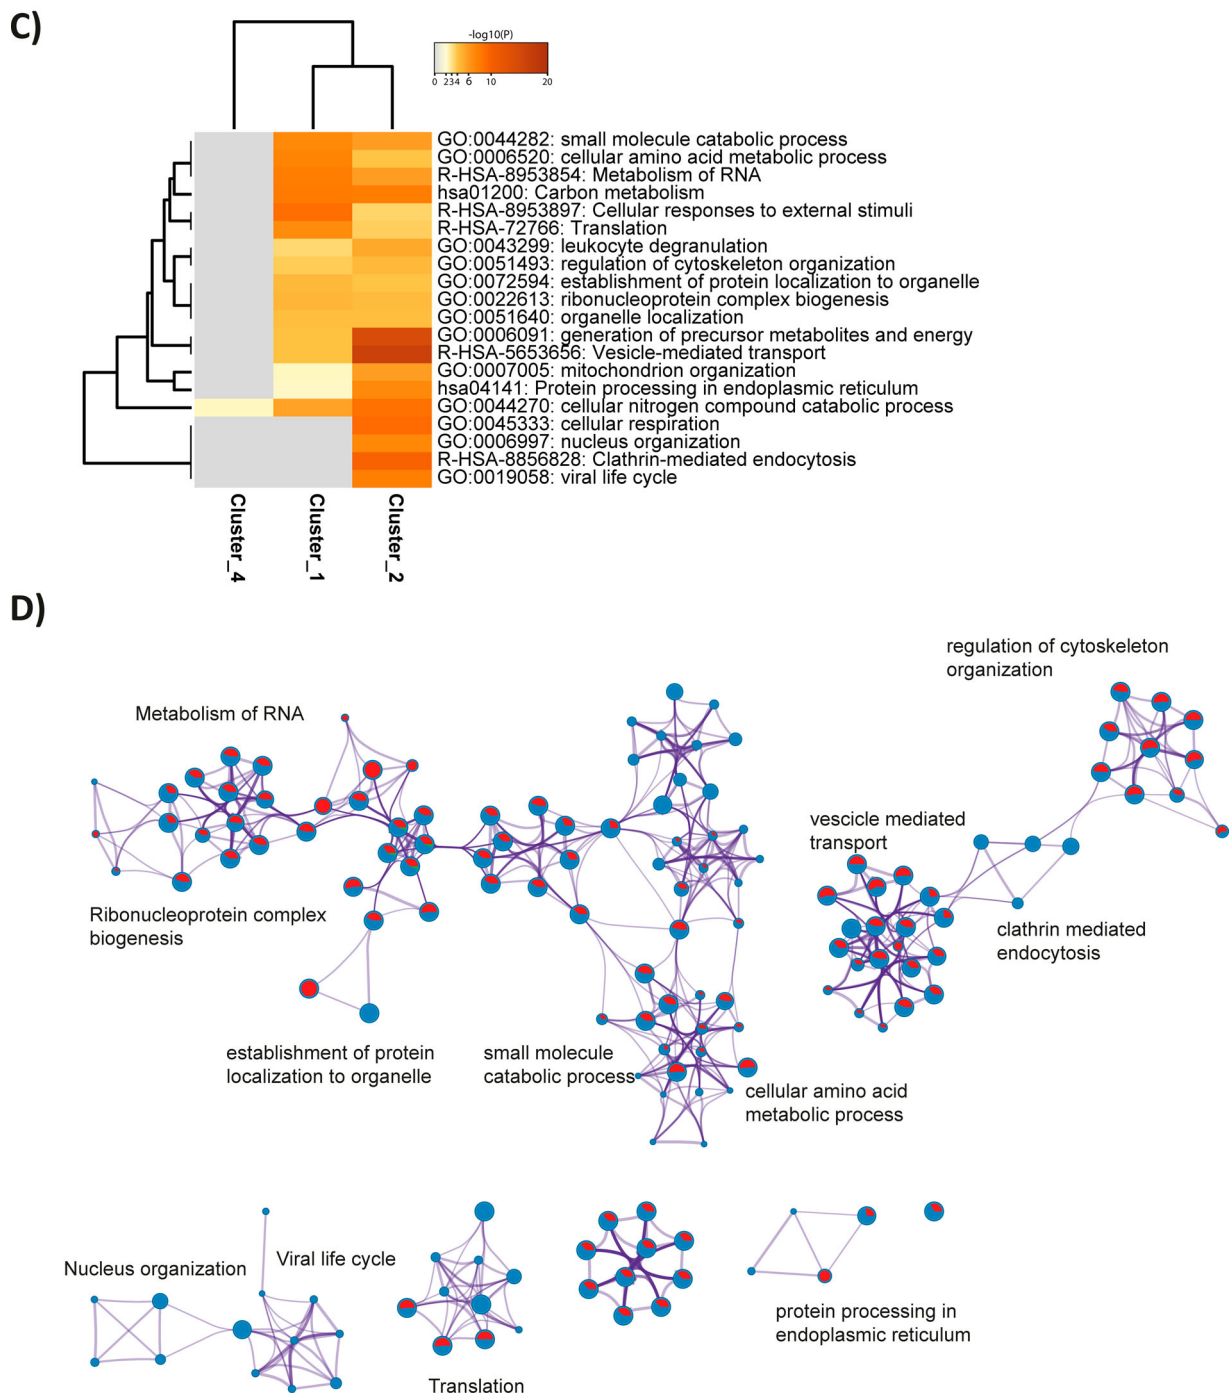 C)
-log10(P)
0 2 3 4 6 10 20
GO:0044282: small molecule catabolic process
GO:0006520: cellular amino acid metabolic process
R-HSA-8953854: Metabolism of RNA
hsa01200: Carbon metabolism
R-HSA-8953897: Cellular responses to external stimuli
R-HSA-72766: Translation
GO:0043299: leukocyte degranulation
GO:0051493: regulation of cytoskeleton organization
GO:0072594: establishment of protein localization to organelle
GO:0022613: ribonucleoprotein complex biogenesis
GO:0051640: organelle localization
GO:0006091: generation of precursor metabolites and energy
R-HSA-5653656: Vesicle-mediated transport
GO:0007005: mitochondrion organization
hsa04141: Protein processing in endoplasmic reticulum
GO:0044270: cellular nitrogen compound catabolic process
GO:0045333: cellular respiration
GO:0006997: nucleus organization
R-HSA-8856828: Clathrin-mediated endocytosis
GO:0019058: viral life cycle
Cluster_4
Cluster_1
Cluster_2
D)
regulation of cytoskeleton
organization
Metabolism of RNA
vescicle mediated
transport
Ribonucleoprotein complex
biogenesis
clathrin mediated
endocytosis
establishment of protein
localization to organelle
small molecule
catabolic process
cellular amino acid
metabolic process
Nucleus organization
Viral life cycle
protein processing in
endoplasmic reticulum
Translation